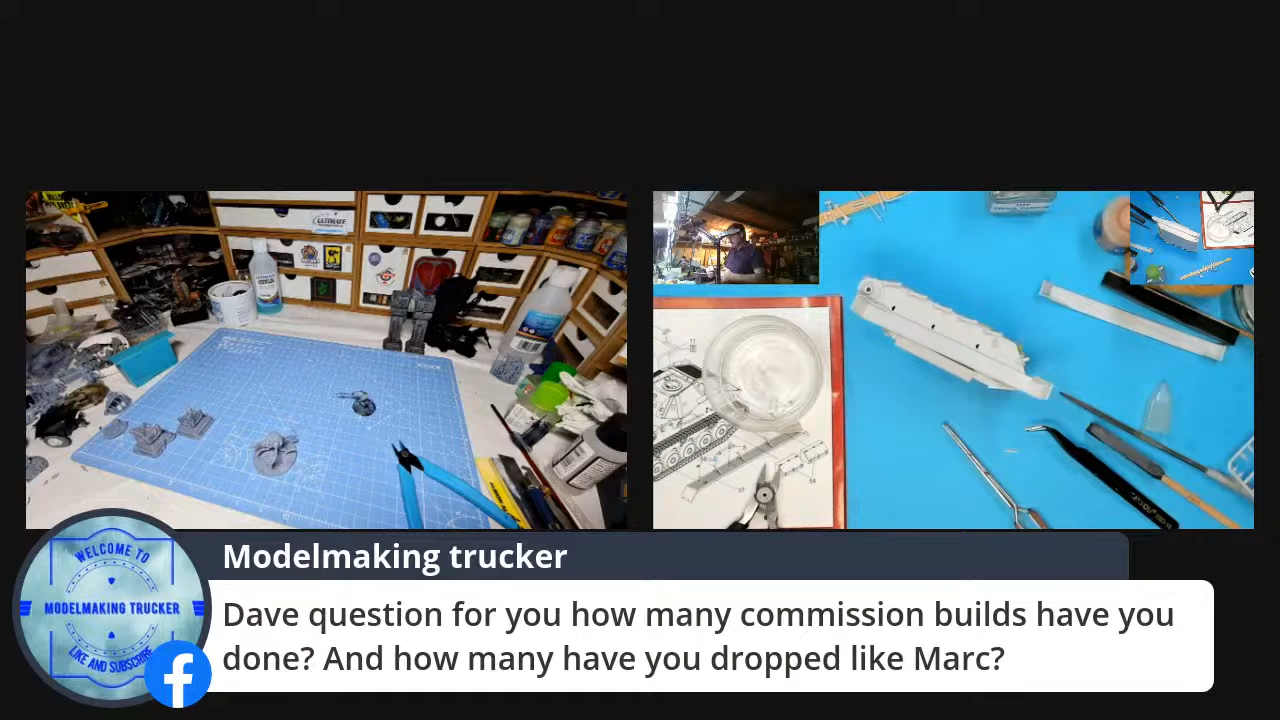 ULTIMATE
Modelmaking trucker
Dave question for you how many commission builds have you
done? And how many have you dropped like Marc?
WELCOME TO
MODELMAKING TRUCKER
LIKE AND SUBSCRIBE